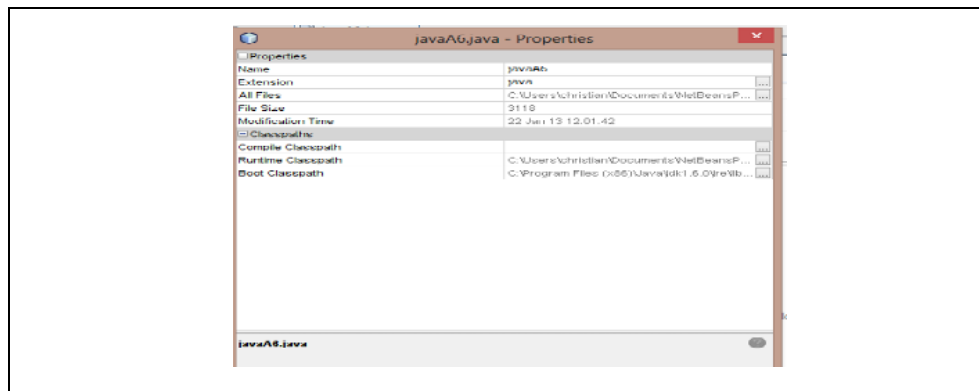 javaA6.java - Properties
Properties
Name javaA6
Extension java
All Files C:\Users\christian\Documents\NetBeansP... ...
File Size 3118
Modification Time 22-Jan-13 12:01:42
Classpaths
Compile Classpath ...
Runtime Classpath C:\Users\christian\Documents\NetBeansP... ...
Boot Classpath C:\Program Files (x86)\Java\jdk1.6.0\jre\lib... ...
javaA6.java